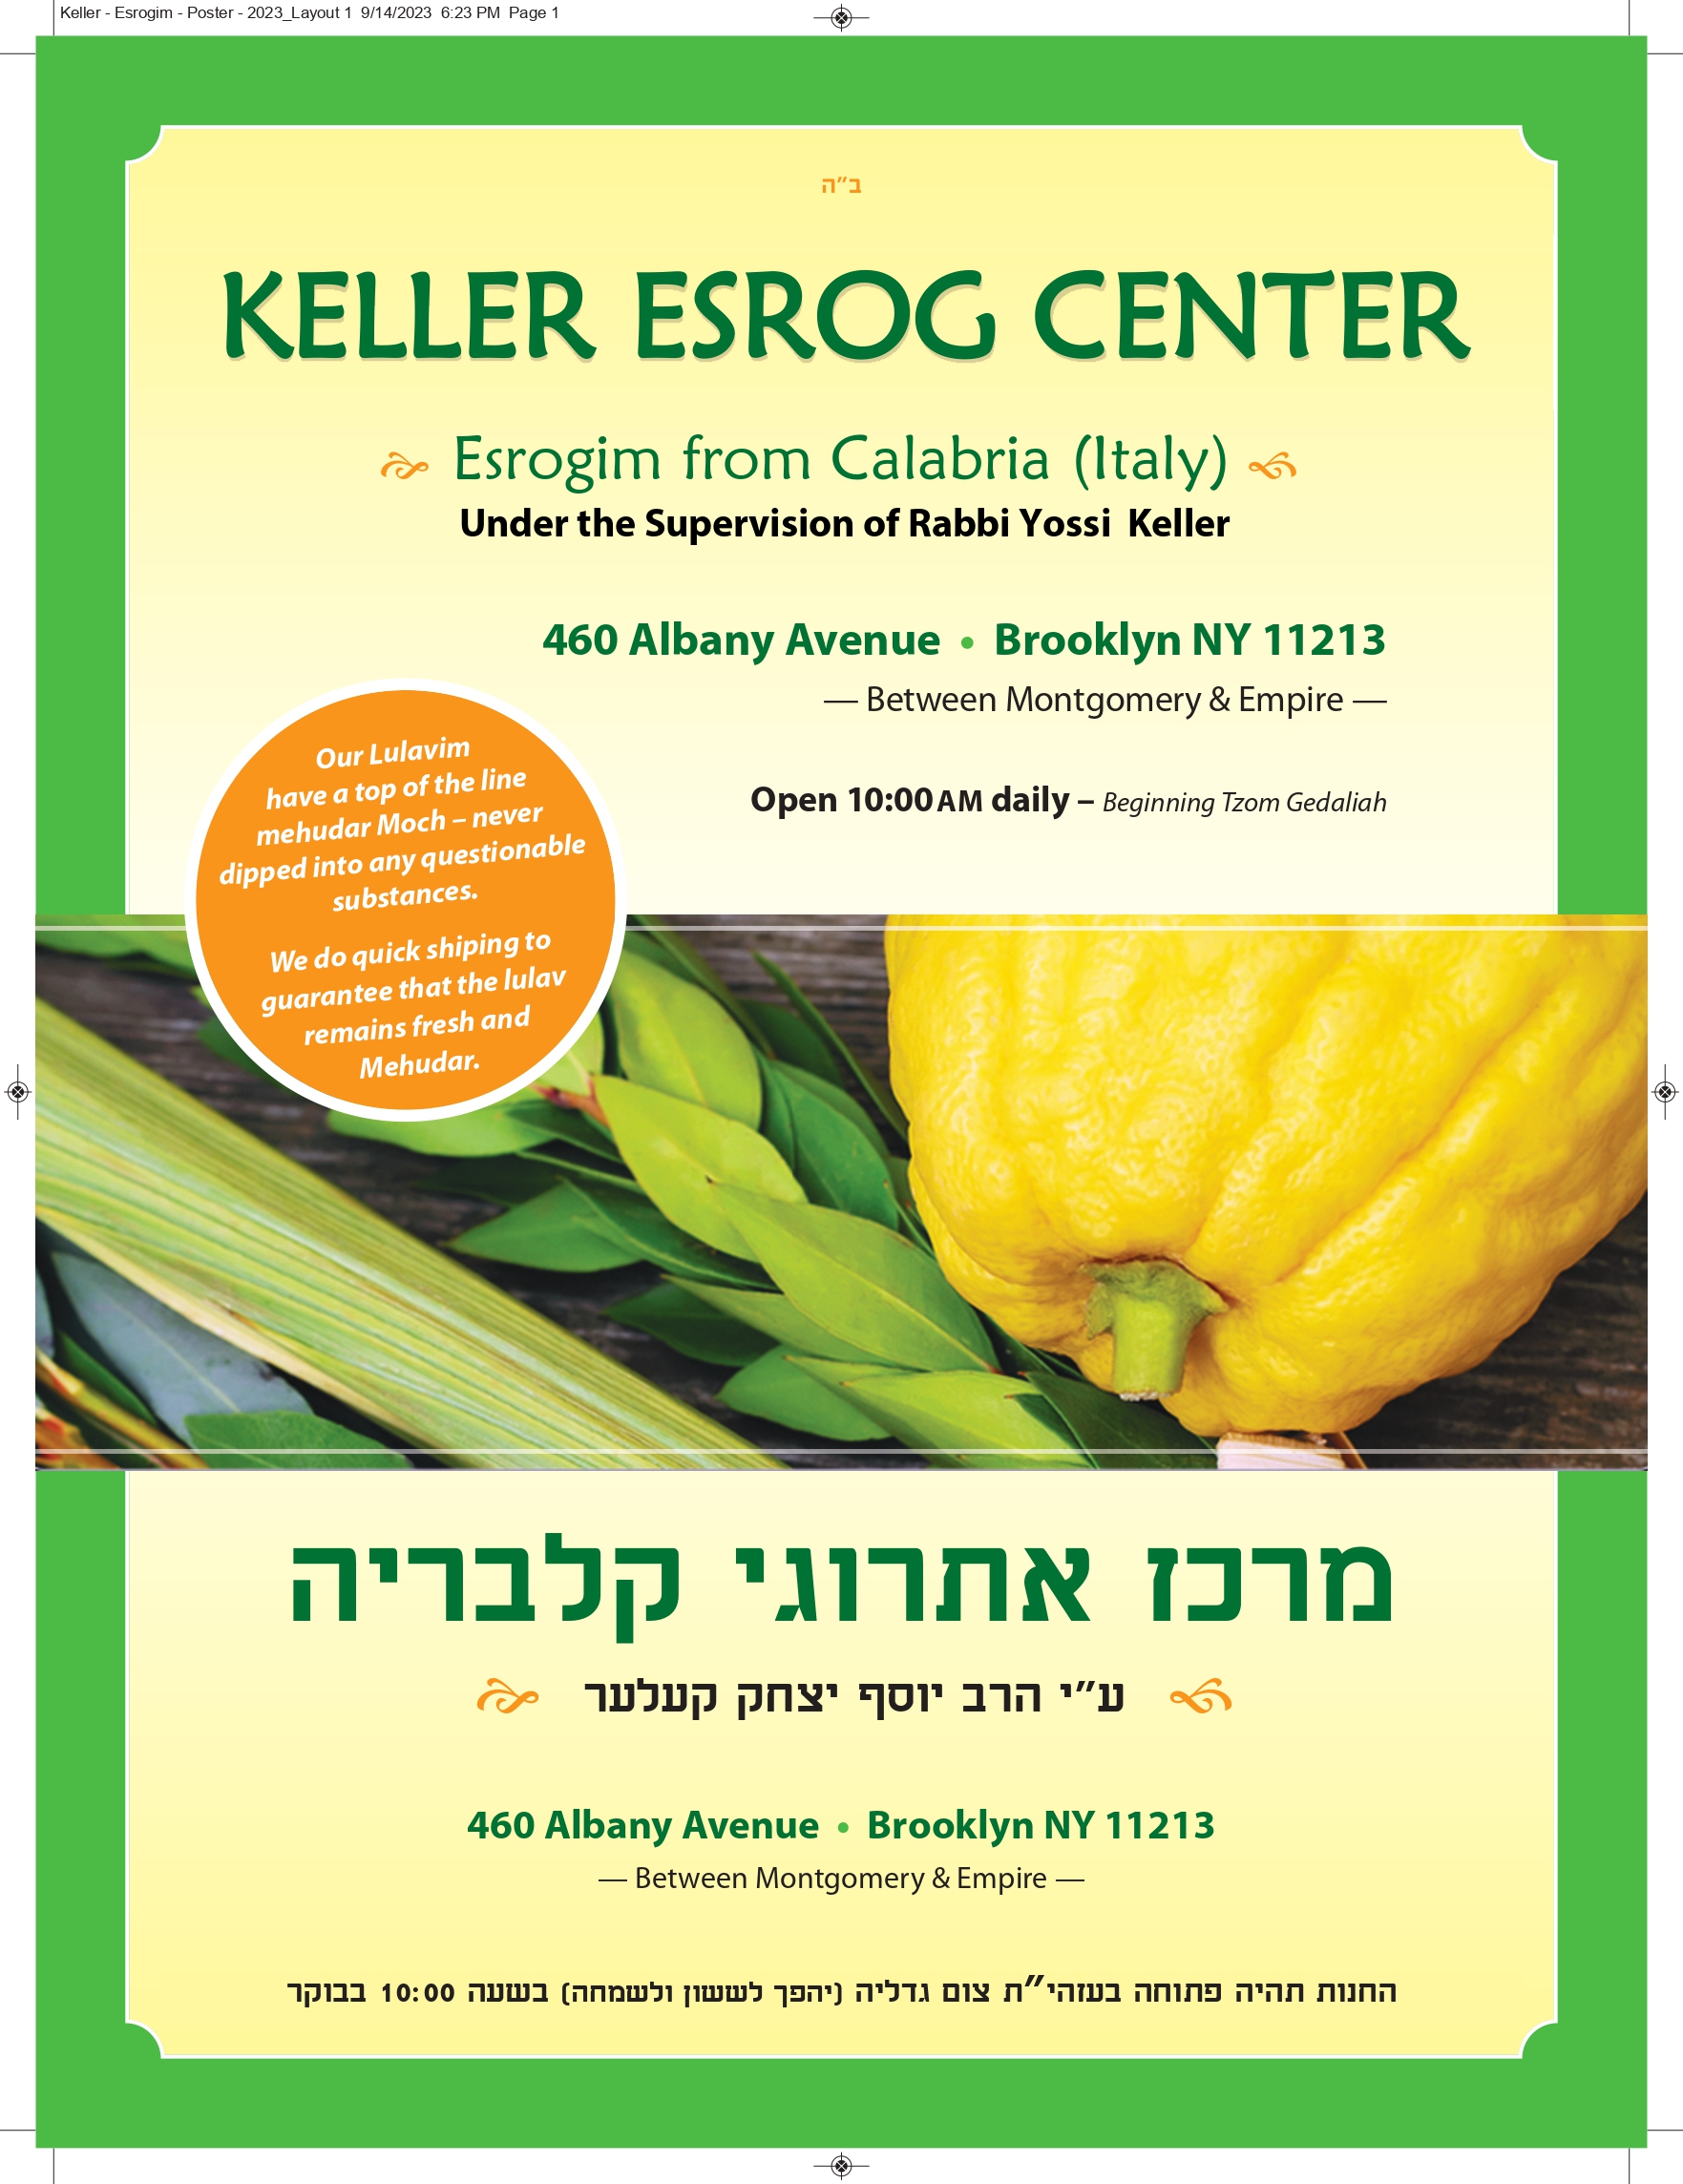 Keller - Esrogim - Poster - 2023_Layout 1 9/14/2023 6:23 PM Page 1
ב״ה
KELLER ESROG CENTER
Esrogim from Calabria (Italy)
Under the Supervision of Rabbi Yossi Keller
460 Albany Avenue • Brooklyn NY 11213
— Between Montgomery & Empire —
Open 10:00 AM daily – Beginning Tzom Gedaliah
Our Lulavim
have a top of the line
mehudar Moch – never
dipped into any questionable
substances.
We do quick shiping to
guarantee that the lulav
remains fresh and
Mehudar.
מרכז אתרוגי קלבריה
ע״י הרב יוסף יצחק קעלער
460 Albany Avenue • Brooklyn NY 11213
— Between Montgomery & Empire —
החנות תהיה פתוחה בעזהי״ת צום גדליה (יהפך לששון ולשמחה) בשעה 10:00 בבוקר